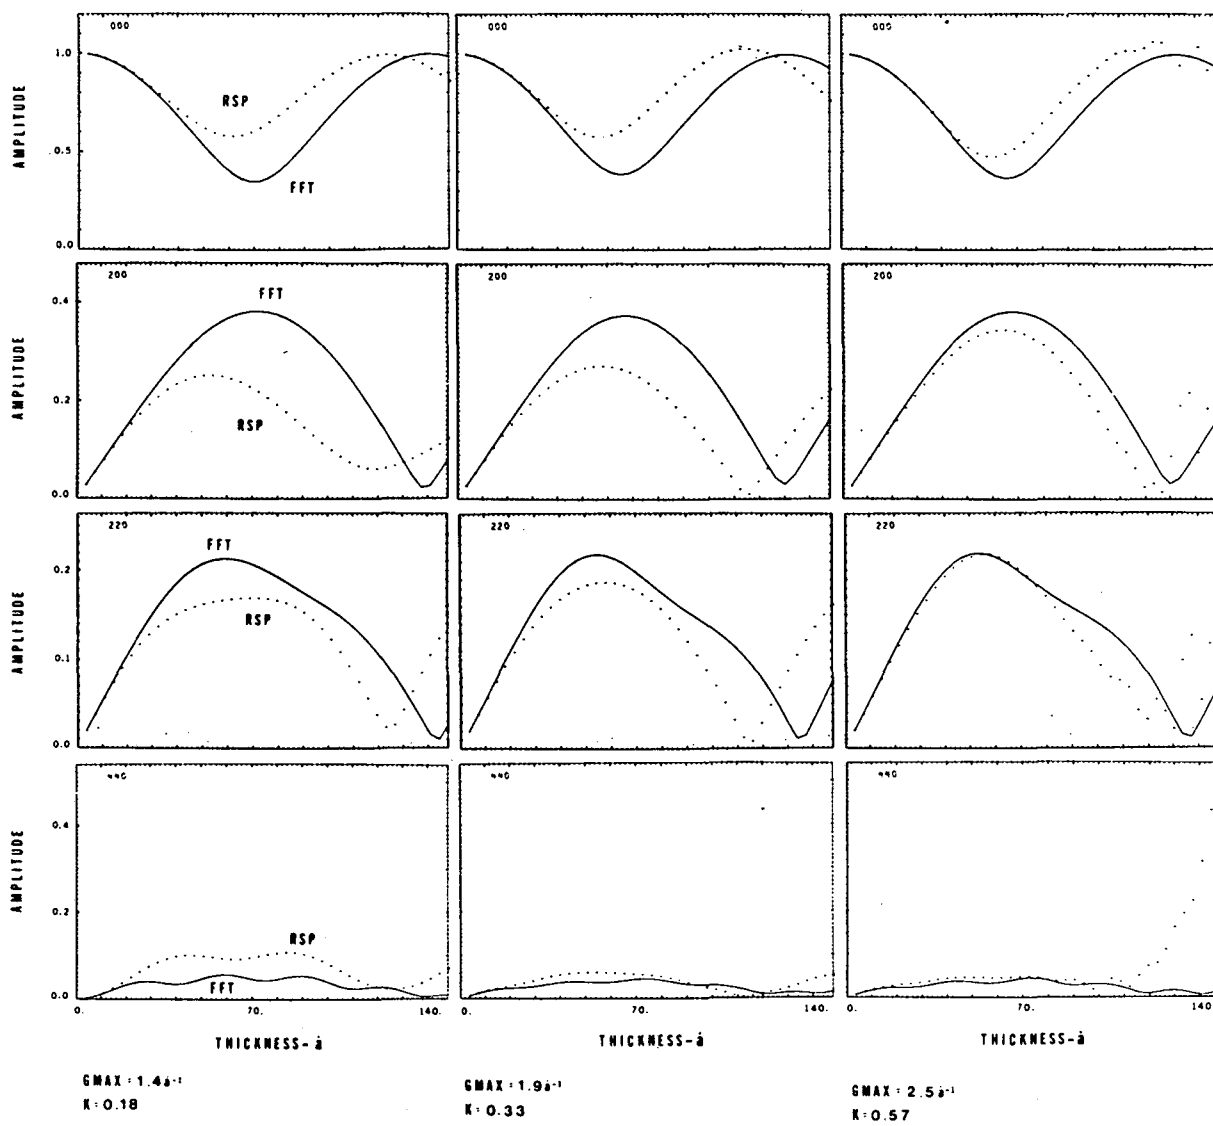 000 000 000
1.0
RSP
AMPLITUDE
0.5
FFT
0.0
200 200 200
FFT
0.4
AMPLITUDE
0.2
RSP
0.0
220 220 220
FFT
0.2
RSP
0.1
0.0
440 440 440
0.4
AMPLITUDE
0.2
RSP
FFT
0.0
0. 70. 140. 0. 70. 140. 0. 70. 140.
THICKNESS-å THICKNESS-å THICKNESS-å
GMAX=1.4å⁻¹ GMAX=1.9å⁻¹ GMAX=2.5å⁻¹
K=0.18 K=0.33 K=0.57